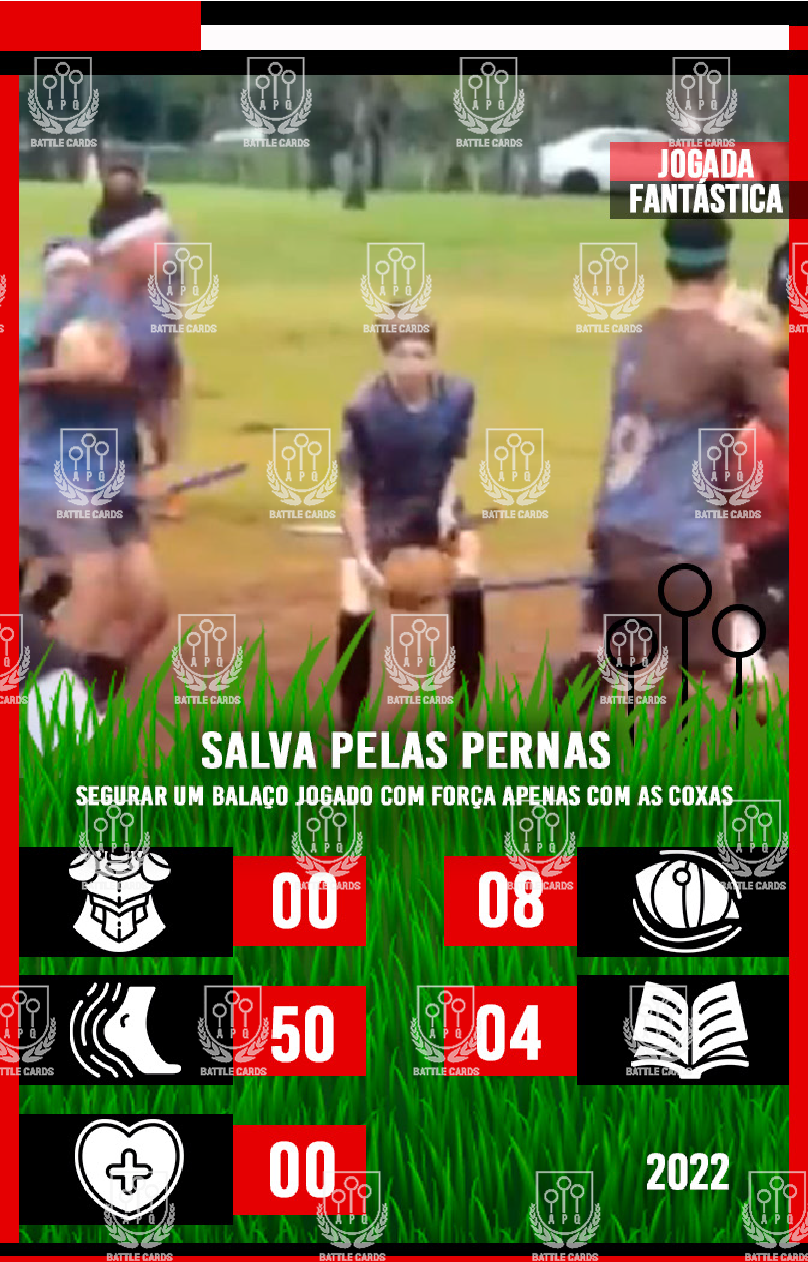 JOGADA
FANTÁSTICA
SALVA PELAS PERNAS
SEGURAR UM BALAÇO JOGADO COM FORÇA APENAS COM AS COXAS
00
08
50
04
00
2022
APQ
BATTLE CARDS